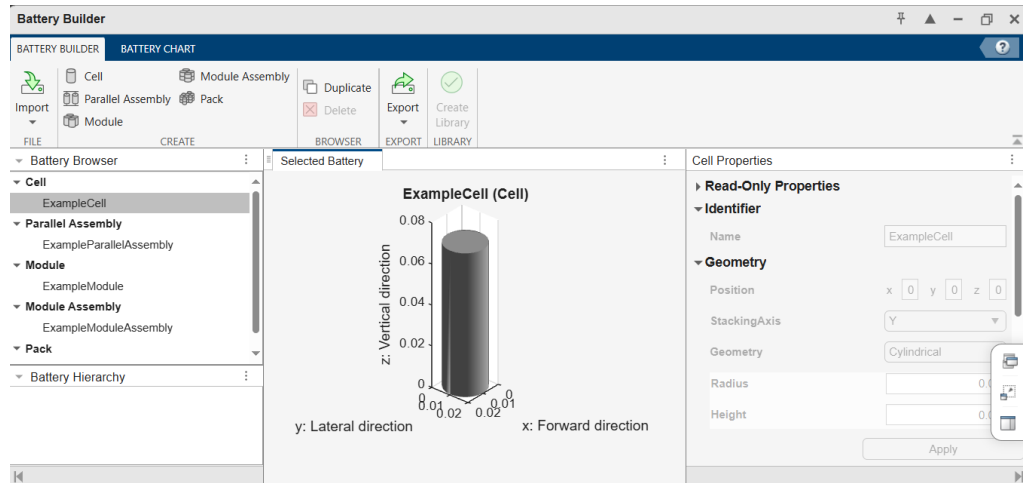 Battery Builder
BATTERY BUILDER
BATTERY CHART
?
Import
Cell
Parallel Assembly
Module
Module Assembly
Pack
Duplicate
Delete
Export
Create
Library
FILE
CREATE
BROWSER
EXPORT
LIBRARY
Battery Browser
Cell
ExampleCell
Parallel Assembly
ExampleParallelAssembly
Module
ExampleModule
Module Assembly
ExampleModuleAssembly
Pack
Battery Hierarchy
Selected Battery
ExampleCell (Cell)
0.08
0.06
0.04
0.02
0
z: Vertical direction
0
0.01
0.02
y: Lateral direction
0
0.01
0.02
x: Forward direction
Cell Properties
Read-Only Properties
Identifier
Name ExampleCell
Geometry
Position x 0 y 0 z 0
StackingAxis Y
Geometry Cylindrical
Radius
Height
Apply